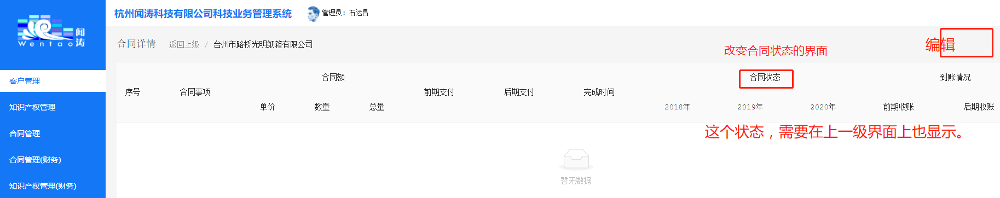 杭州闻涛科技有限公司科技业务管理系统
管理员：石运昌
闻涛
Wentao
合同详情 返回上级 / 台州市路桥光明纸箱有限公司
改变合同状态的界面
编辑
客户管理
知识产权管理
合同管理
合同管理(财务)
知识产权管理(财务)
合同额 合同状态 到账情况
序号 合同事项 前期支付 后期支付 完成时间
单价 数量 总量 2018年 2019年 2020年 前期收账 后期收账
这个状态，需要在上一级界面上也显示。
暂无数据